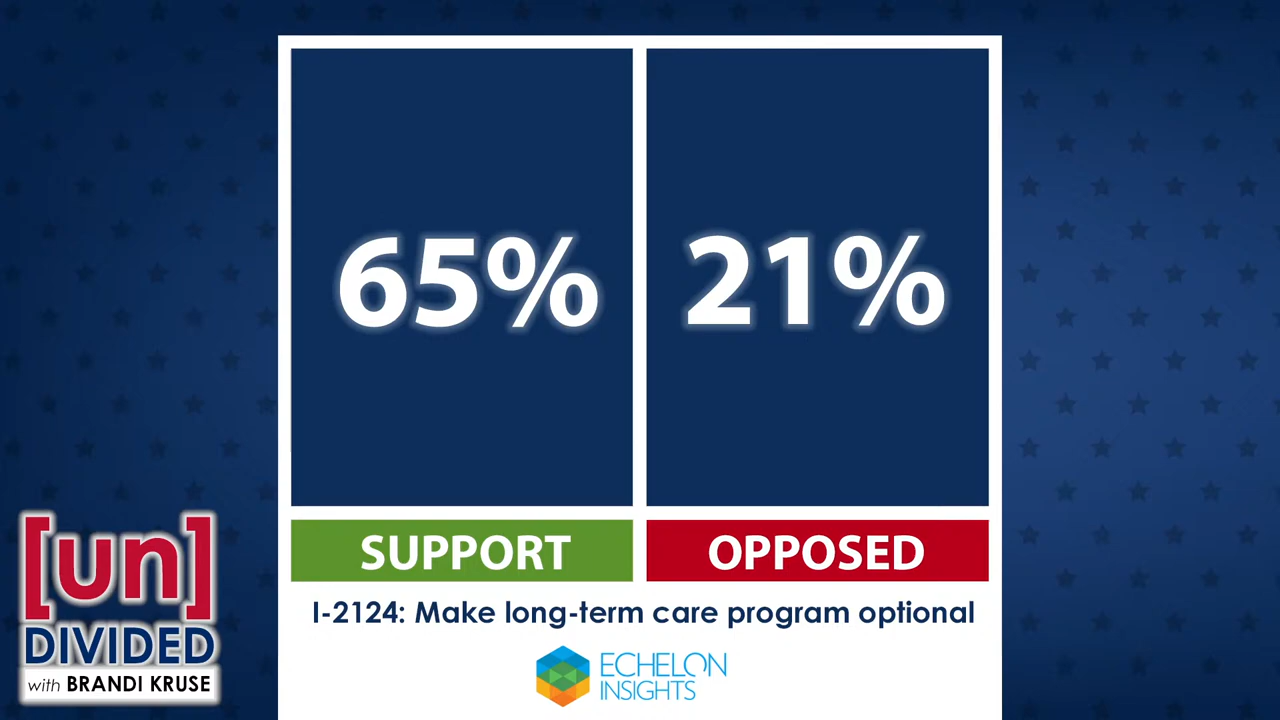 65%
21%
SUPPORT
OPPOSED
I-2124: Make long-term care program optional
ECHELON
INSIGHTS
[un]
DIVIDED
with BRANDI KRUSE